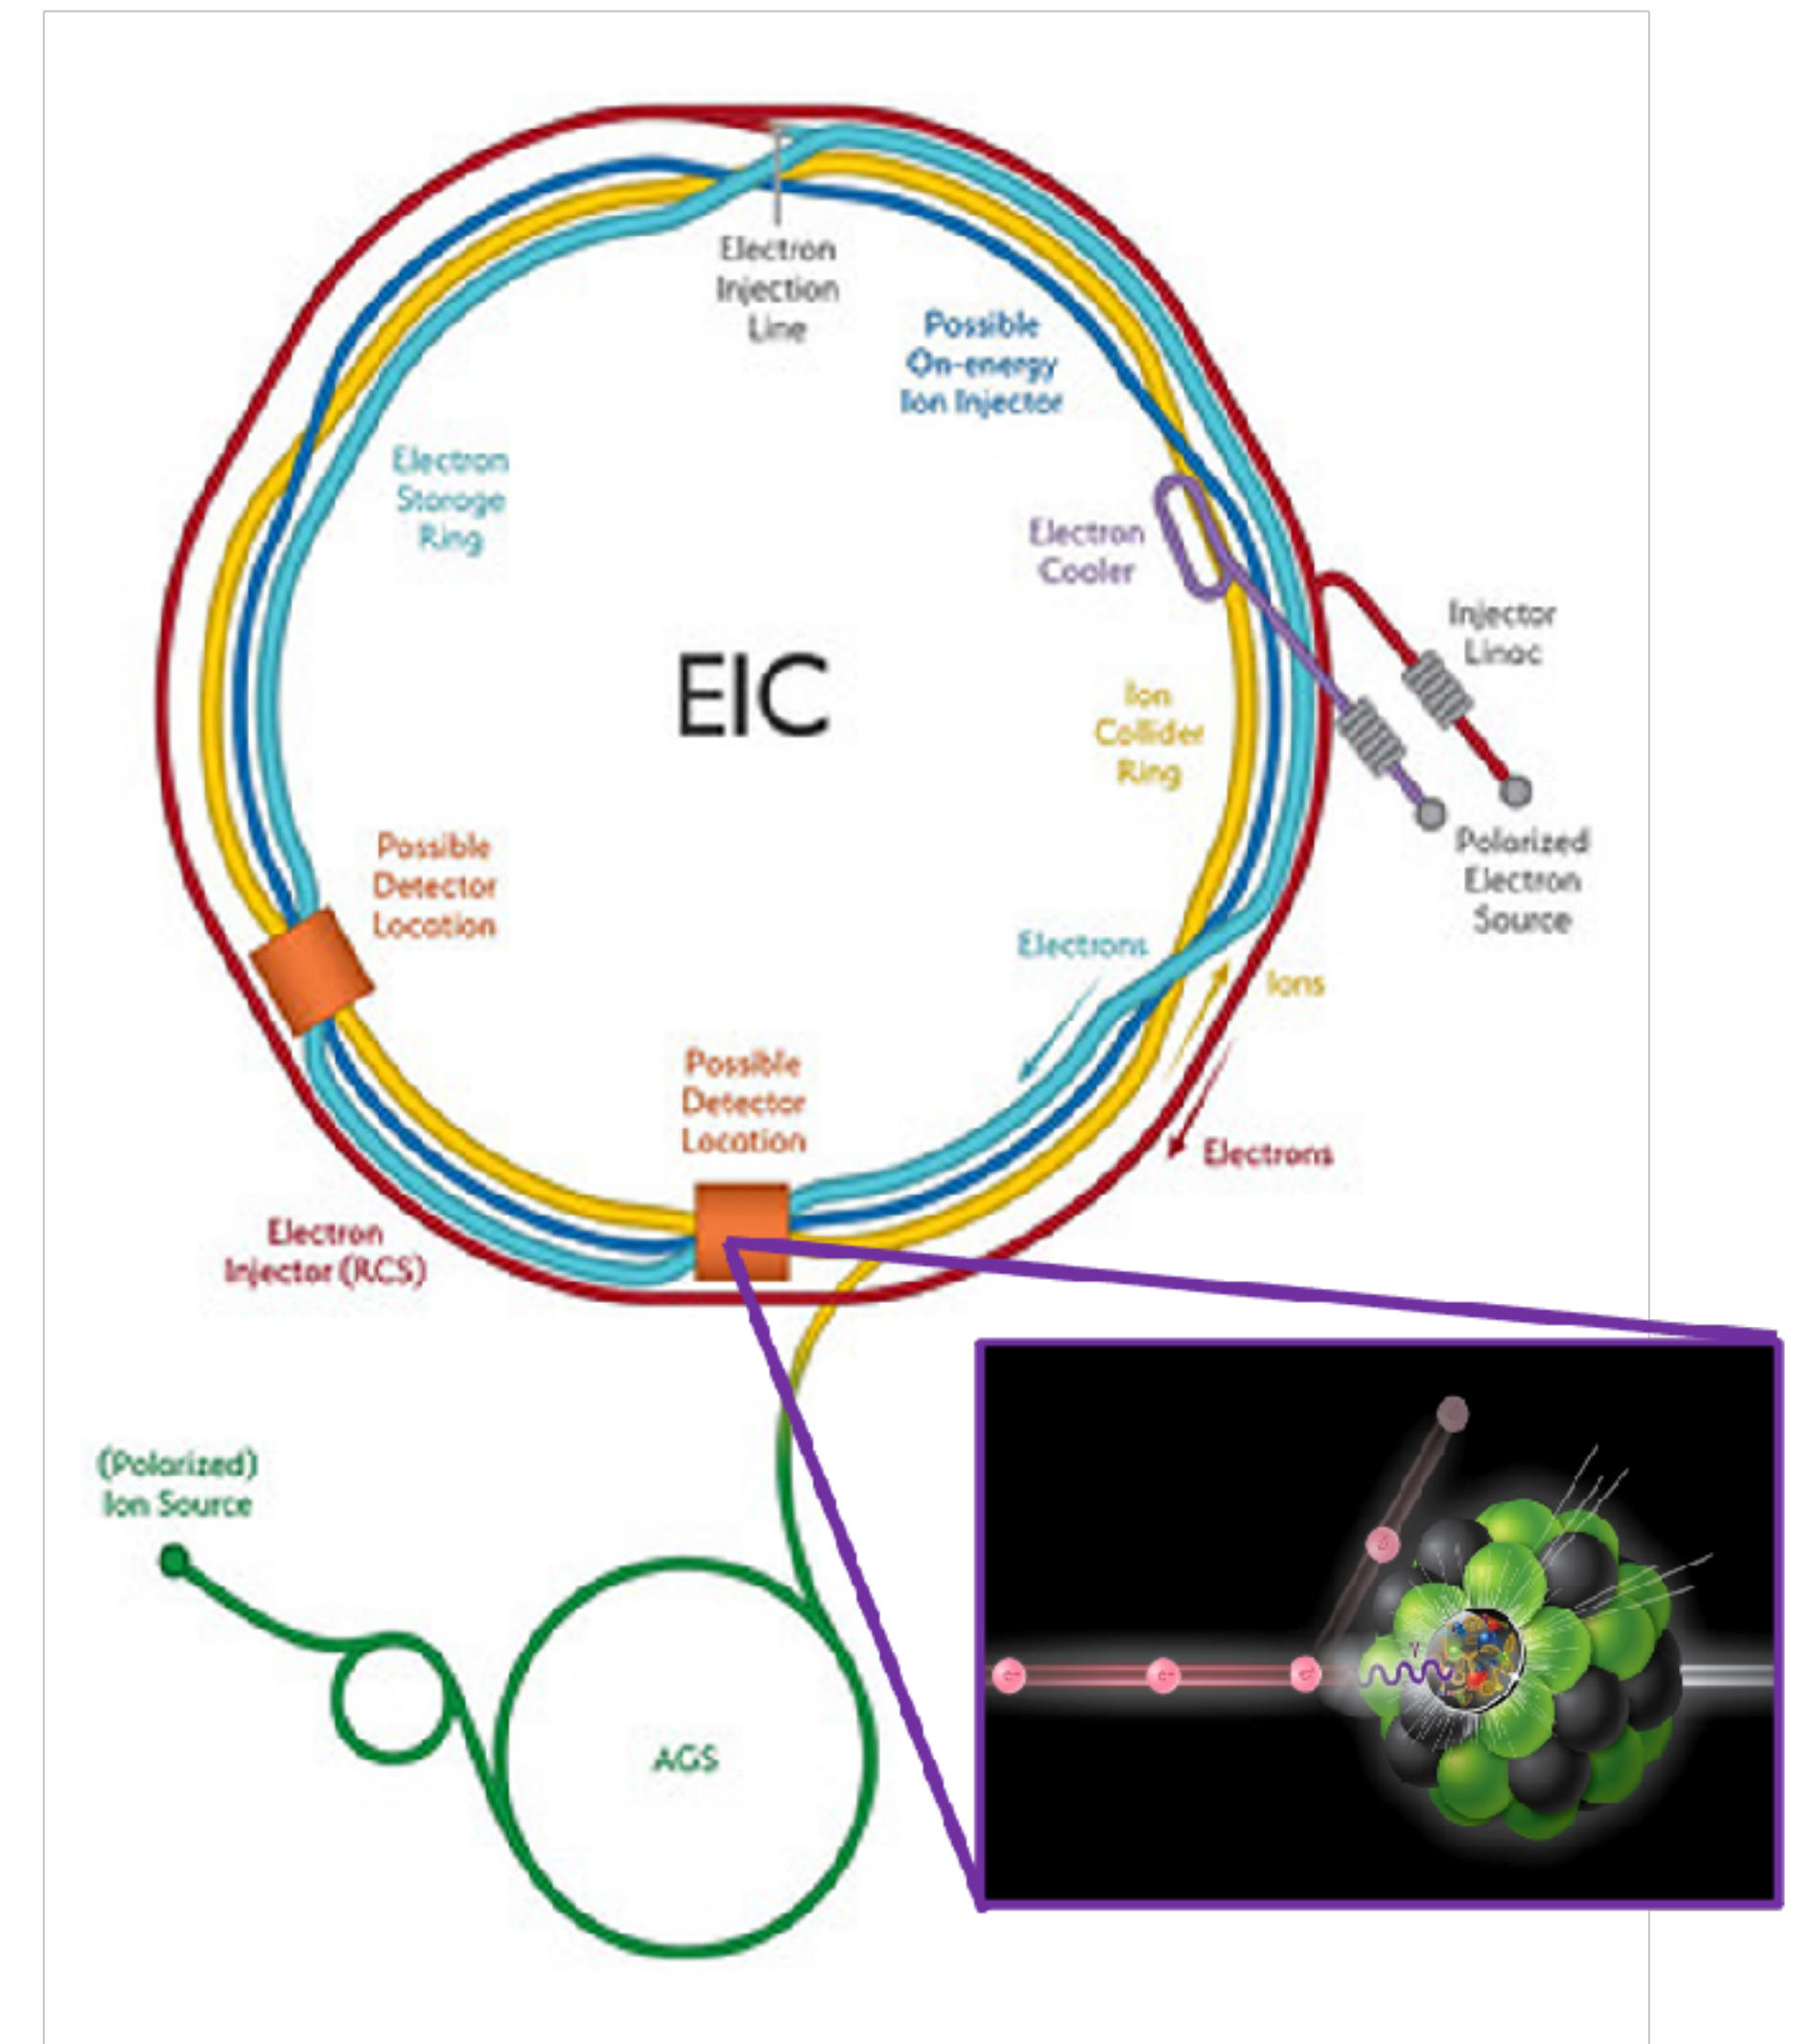 Electron
Injection
Line
Possible
On-energy
Ion Injector
Electron
Storage
Ring
Electron
Cooler
Injector
Linac
EIC
Ion
Collider
Ring
Polarized
Electron
Source
Possible
Detector
Location
Electrons
Ions
Possible
Detector
Location
Electrons
Electron
Injector (RCS)
(Polarized)
Ion Source
AGS
e-
e-
γ